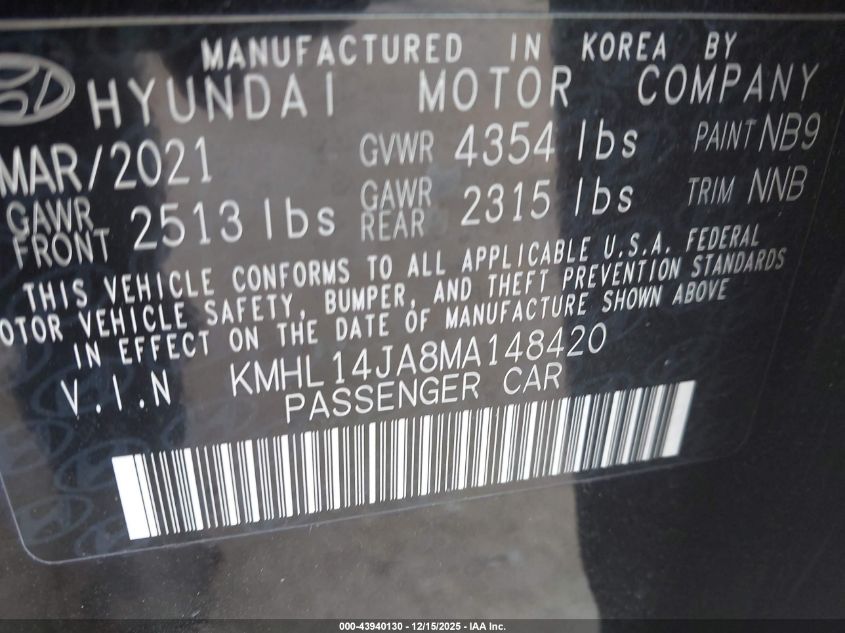 MANUFACTURED IN KOREA BY
HYUNDAI MOTOR COMPANY
MAR/2021 GVWR 4354 lbs PAINT NB9
GAWR FRONT 2513 lbs GAWR REAR 2315 lbs TRIM NNB
THIS VEHICLE CONFORMS TO ALL APPLICABLE U.S.A. FEDERAL
OTOR VEHICLE SAFETY, BUMPER, AND THEFT PREVENTION STANDARDS
IN EFFECT ON THE DATE OF MANUFACTURE SHOWN ABOVE
V.I.N KMHL14JA8MA148420
PASSENGER CAR
000-43940130 - 12/15/2025 - IAA Inc.